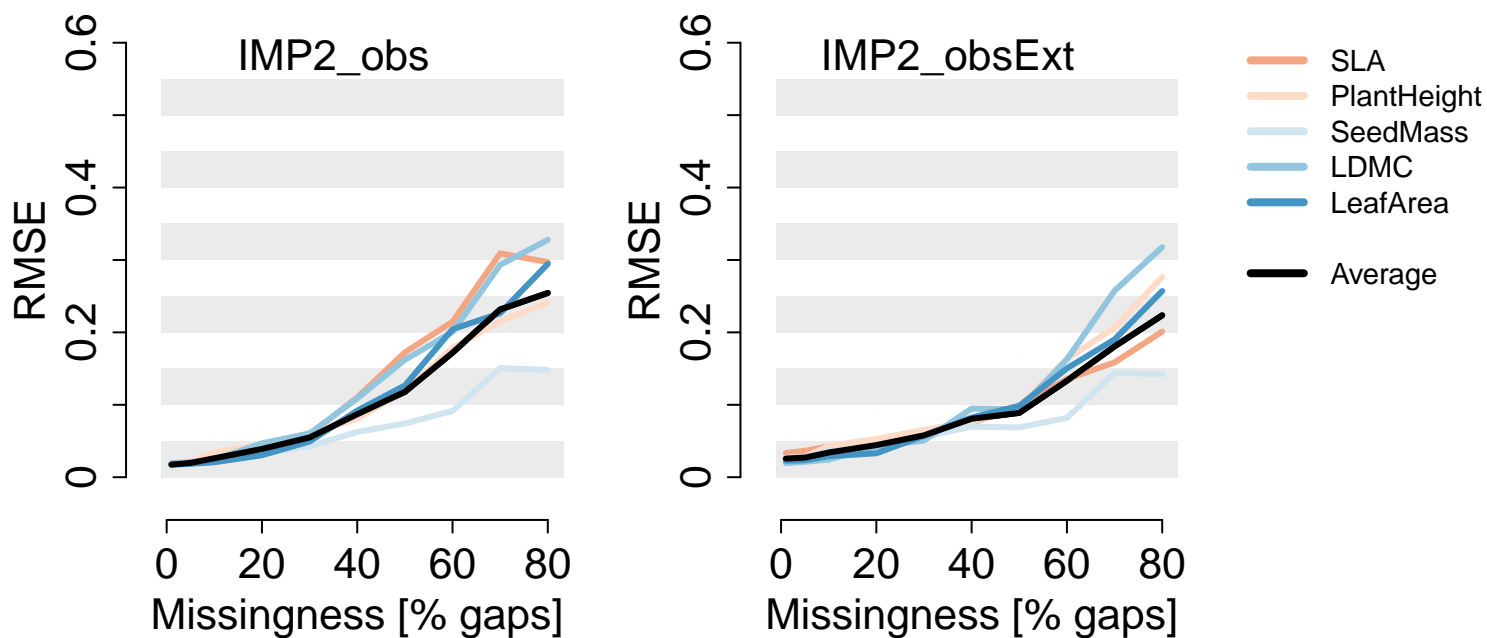 IMP2_obs
RMSE
0.6
0.4
0.2
0
0
20
40
60
80
Missingness [% gaps]
IMP2_obsExt
RMSE
0.6
0.4
0.2
0
0
20
40
60
80
Missingness [% gaps]
SLA
PlantHeight
SeedMass
LDMC
LeafArea
Average